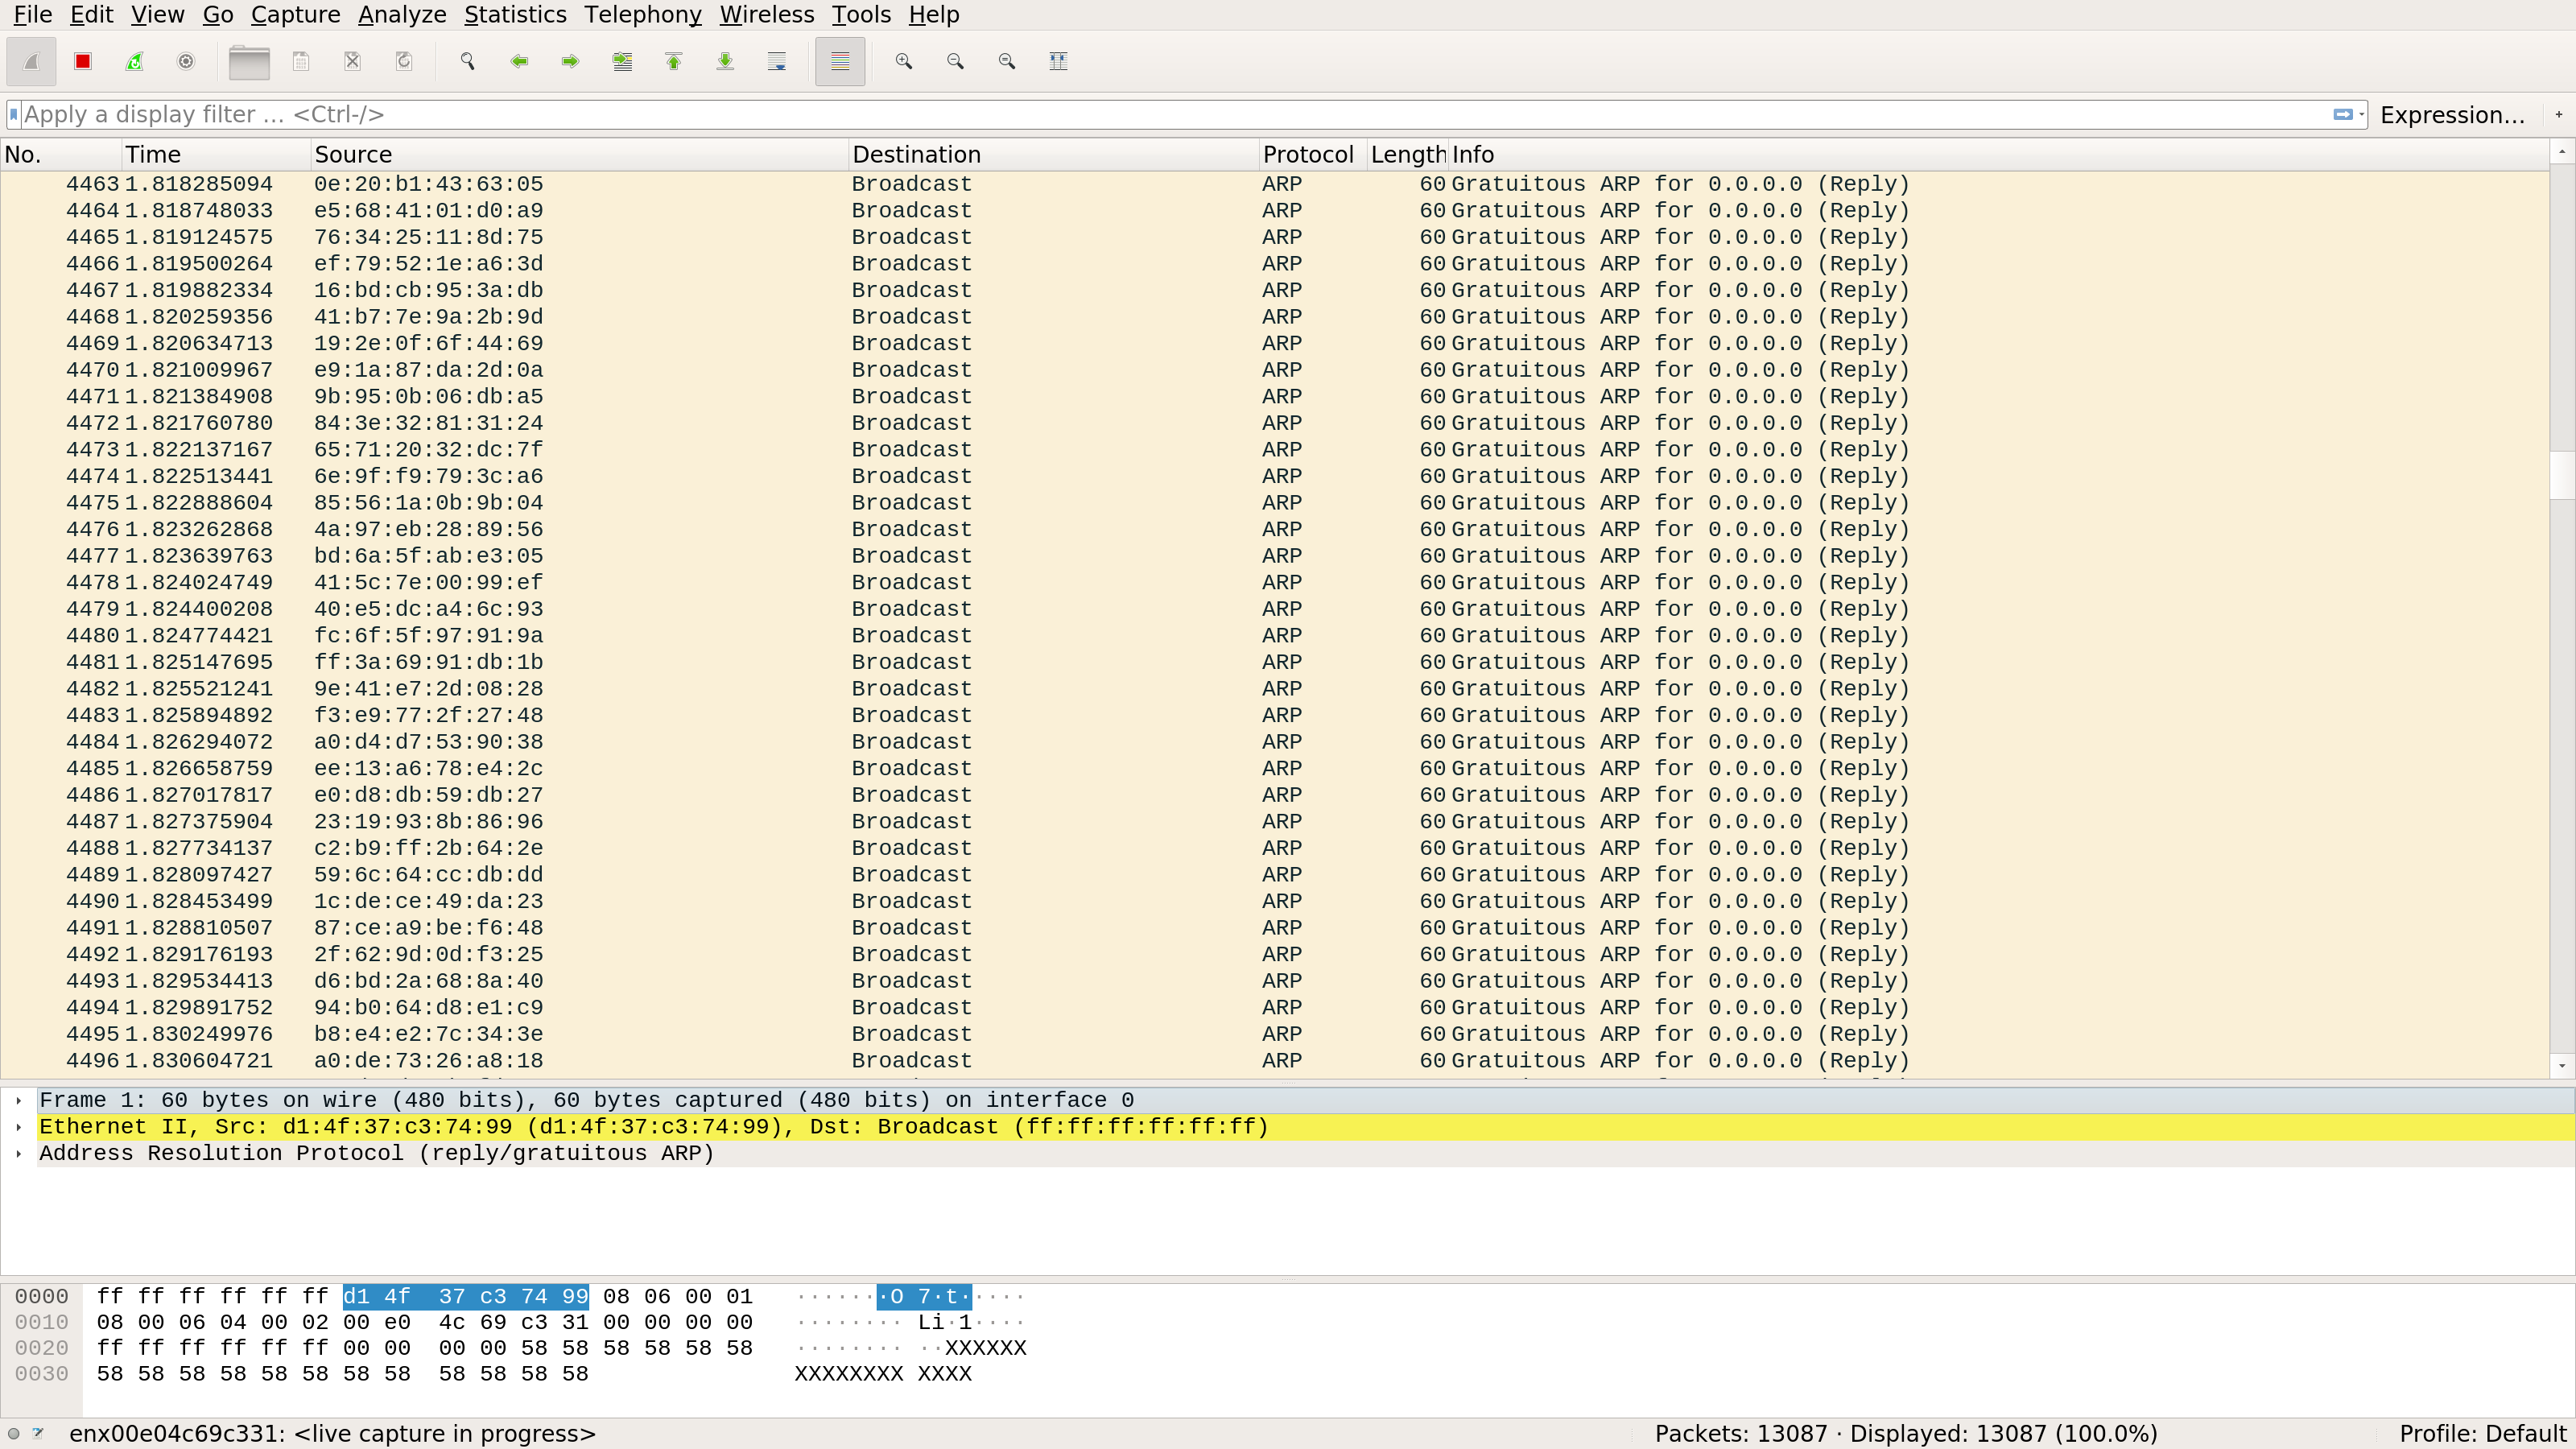 File Edit View Go Capture Analyze Statistics Telephony Wireless Tools Help
Apply a display filter … <Ctrl-/> Expression… +
No. Time Source Destination Protocol Length Info
4463 1.818285094 0e:20:b1:43:63:05 Broadcast ARP 60 Gratuitous ARP for 0.0.0.0 (Reply)
4464 1.818748033 e5:68:41:01:d0:a9 Broadcast ARP 60 Gratuitous ARP for 0.0.0.0 (Reply)
4465 1.819124575 76:34:25:11:8d:75 Broadcast ARP 60 Gratuitous ARP for 0.0.0.0 (Reply)
4466 1.819500264 ef:79:52:1e:a6:3d Broadcast ARP 60 Gratuitous ARP for 0.0.0.0 (Reply)
4467 1.819882334 16:bd:cb:95:3a:db Broadcast ARP 60 Gratuitous ARP for 0.0.0.0 (Reply)
4468 1.820259356 41:b7:7e:9a:2b:9d Broadcast ARP 60 Gratuitous ARP for 0.0.0.0 (Reply)
4469 1.820634713 19:2e:0f:6f:44:69 Broadcast ARP 60 Gratuitous ARP for 0.0.0.0 (Reply)
4470 1.821009967 e9:1a:87:da:2d:0a Broadcast ARP 60 Gratuitous ARP for 0.0.0.0 (Reply)
4471 1.821384908 9b:95:0b:06:db:a5 Broadcast ARP 60 Gratuitous ARP for 0.0.0.0 (Reply)
4472 1.821760780 84:3e:32:81:31:24 Broadcast ARP 60 Gratuitous ARP for 0.0.0.0 (Reply)
4473 1.822137167 65:71:20:32:dc:7f Broadcast ARP 60 Gratuitous ARP for 0.0.0.0 (Reply)
4474 1.822513441 6e:9f:f9:79:3c:a6 Broadcast ARP 60 Gratuitous ARP for 0.0.0.0 (Reply)
4475 1.822888604 85:56:1a:0b:9b:04 Broadcast ARP 60 Gratuitous ARP for 0.0.0.0 (Reply)
4476 1.823262868 4a:97:eb:28:89:56 Broadcast ARP 60 Gratuitous ARP for 0.0.0.0 (Reply)
4477 1.823639763 bd:6a:5f:ab:e3:05 Broadcast ARP 60 Gratuitous ARP for 0.0.0.0 (Reply)
4478 1.824024749 41:5c:7e:00:99:ef Broadcast ARP 60 Gratuitous ARP for 0.0.0.0 (Reply)
4479 1.824400208 40:e5:dc:a4:6c:93 Broadcast ARP 60 Gratuitous ARP for 0.0.0.0 (Reply)
4480 1.824774421 fc:6f:5f:97:91:9a Broadcast ARP 60 Gratuitous ARP for 0.0.0.0 (Reply)
4481 1.825147695 ff:3a:69:91:db:1b Broadcast ARP 60 Gratuitous ARP for 0.0.0.0 (Reply)
4482 1.825521241 9e:41:e7:2d:08:28 Broadcast ARP 60 Gratuitous ARP for 0.0.0.0 (Reply)
4483 1.825894892 f3:e9:77:2f:27:48 Broadcast ARP 60 Gratuitous ARP for 0.0.0.0 (Reply)
4484 1.826294072 a0:d4:d7:53:90:38 Broadcast ARP 60 Gratuitous ARP for 0.0.0.0 (Reply)
4485 1.826658759 ee:13:a6:78:e4:2c Broadcast ARP 60 Gratuitous ARP for 0.0.0.0 (Reply)
4486 1.827017817 e0:d8:db:59:db:27 Broadcast ARP 60 Gratuitous ARP for 0.0.0.0 (Reply)
4487 1.827375904 23:19:93:8b:86:96 Broadcast ARP 60 Gratuitous ARP for 0.0.0.0 (Reply)
4488 1.827734137 c2:b9:ff:2b:64:2e Broadcast ARP 60 Gratuitous ARP for 0.0.0.0 (Reply)
4489 1.828097427 59:6c:64:cc:db:dd Broadcast ARP 60 Gratuitous ARP for 0.0.0.0 (Reply)
4490 1.828453499 1c:de:ce:49:da:23 Broadcast ARP 60 Gratuitous ARP for 0.0.0.0 (Reply)
4491 1.828810507 87:ce:a9:be:f6:48 Broadcast ARP 60 Gratuitous ARP for 0.0.0.0 (Reply)
4492 1.829176193 2f:62:9d:0d:f3:25 Broadcast ARP 60 Gratuitous ARP for 0.0.0.0 (Reply)
4493 1.829534413 d6:bd:2a:68:8a:40 Broadcast ARP 60 Gratuitous ARP for 0.0.0.0 (Reply)
4494 1.829891752 94:b0:64:d8:e1:c9 Broadcast ARP 60 Gratuitous ARP for 0.0.0.0 (Reply)
4495 1.830249976 b8:e4:e2:7c:34:3e Broadcast ARP 60 Gratuitous ARP for 0.0.0.0 (Reply)
4496 1.830604721 a0:de:73:26:a8:18 Broadcast ARP 60 Gratuitous ARP for 0.0.0.0 (Reply)
Frame 1: 60 bytes on wire (480 bits), 60 bytes captured (480 bits) on interface 0
Ethernet II, Src: d1:4f:37:c3:74:99 (d1:4f:37:c3:74:99), Dst: Broadcast (ff:ff:ff:ff:ff:ff)
Address Resolution Protocol (reply/gratuitous ARP)
0000 ff ff ff ff ff ff d1 4f 37 c3 74 99 08 06 00 01 ·······O 7·t·····
0010 08 00 06 04 00 02 00 e0 4c 69 c3 31 00 00 00 00 ········ Li·1····
0020 ff ff ff ff ff ff 00 00 00 00 58 58 58 58 58 58 ········ ··XXXXXX
0030 58 58 58 58 58 58 58 58 58 58 58 58 XXXXXXXX XXXX
enx00e04c69c331: <live capture in progress> Packets: 13087 · Displayed: 13087 (100.0%) Profile: Default